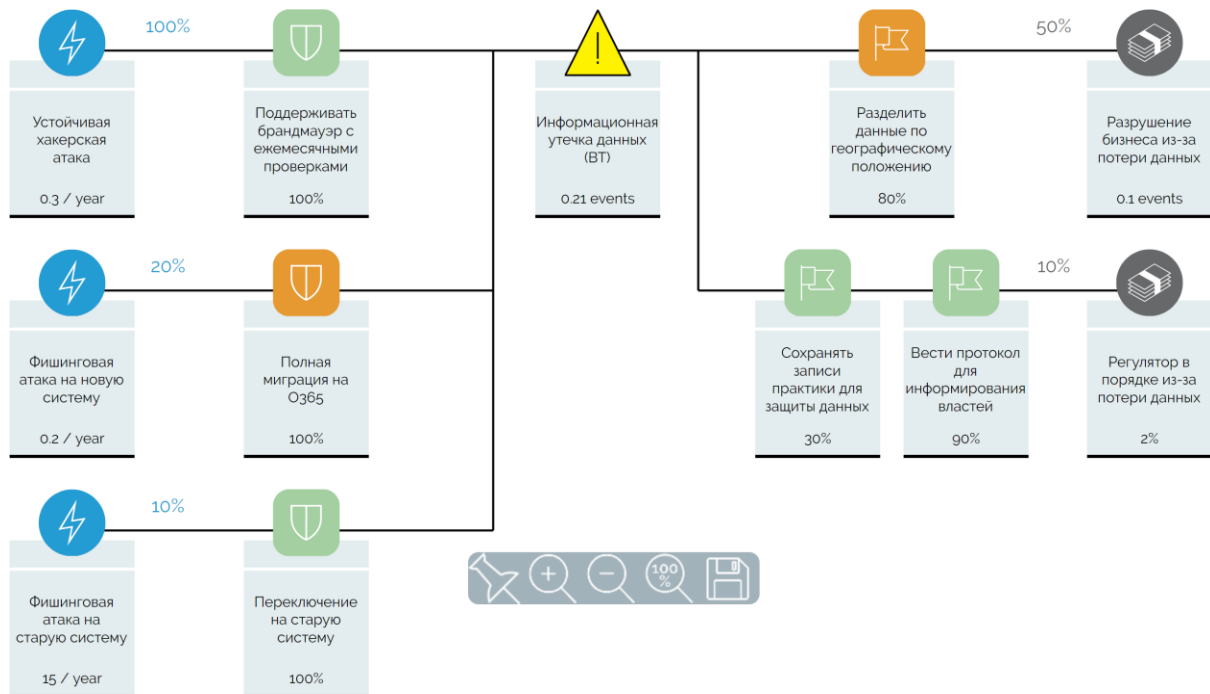 100%
50%
Устойчивая
хакерская
атака
0.3 / year
Поддерживать
брандмауэр с
ежемесячными
проверками
100%
Информационная
утечка данных
(ВТ)
0.21 events
Разделить
данные по
географическому
положению
80%
Разрушение
бизнеса из-за
потери данных
0.1 events
20%
10%
Фишинговая
атака на новую
систему
0.2 / year
Полная
миграция на
О365
100%
Сохранять
записи
практики для
защиты данных
30%
Вести протокол
для
информирования
властей
90%
Регулятор в
порядке из-за
потери данных
2%
10%
Фишинговая
атака на
старую систему
15 / year
Переключение
на старую
систему
100%
100
%